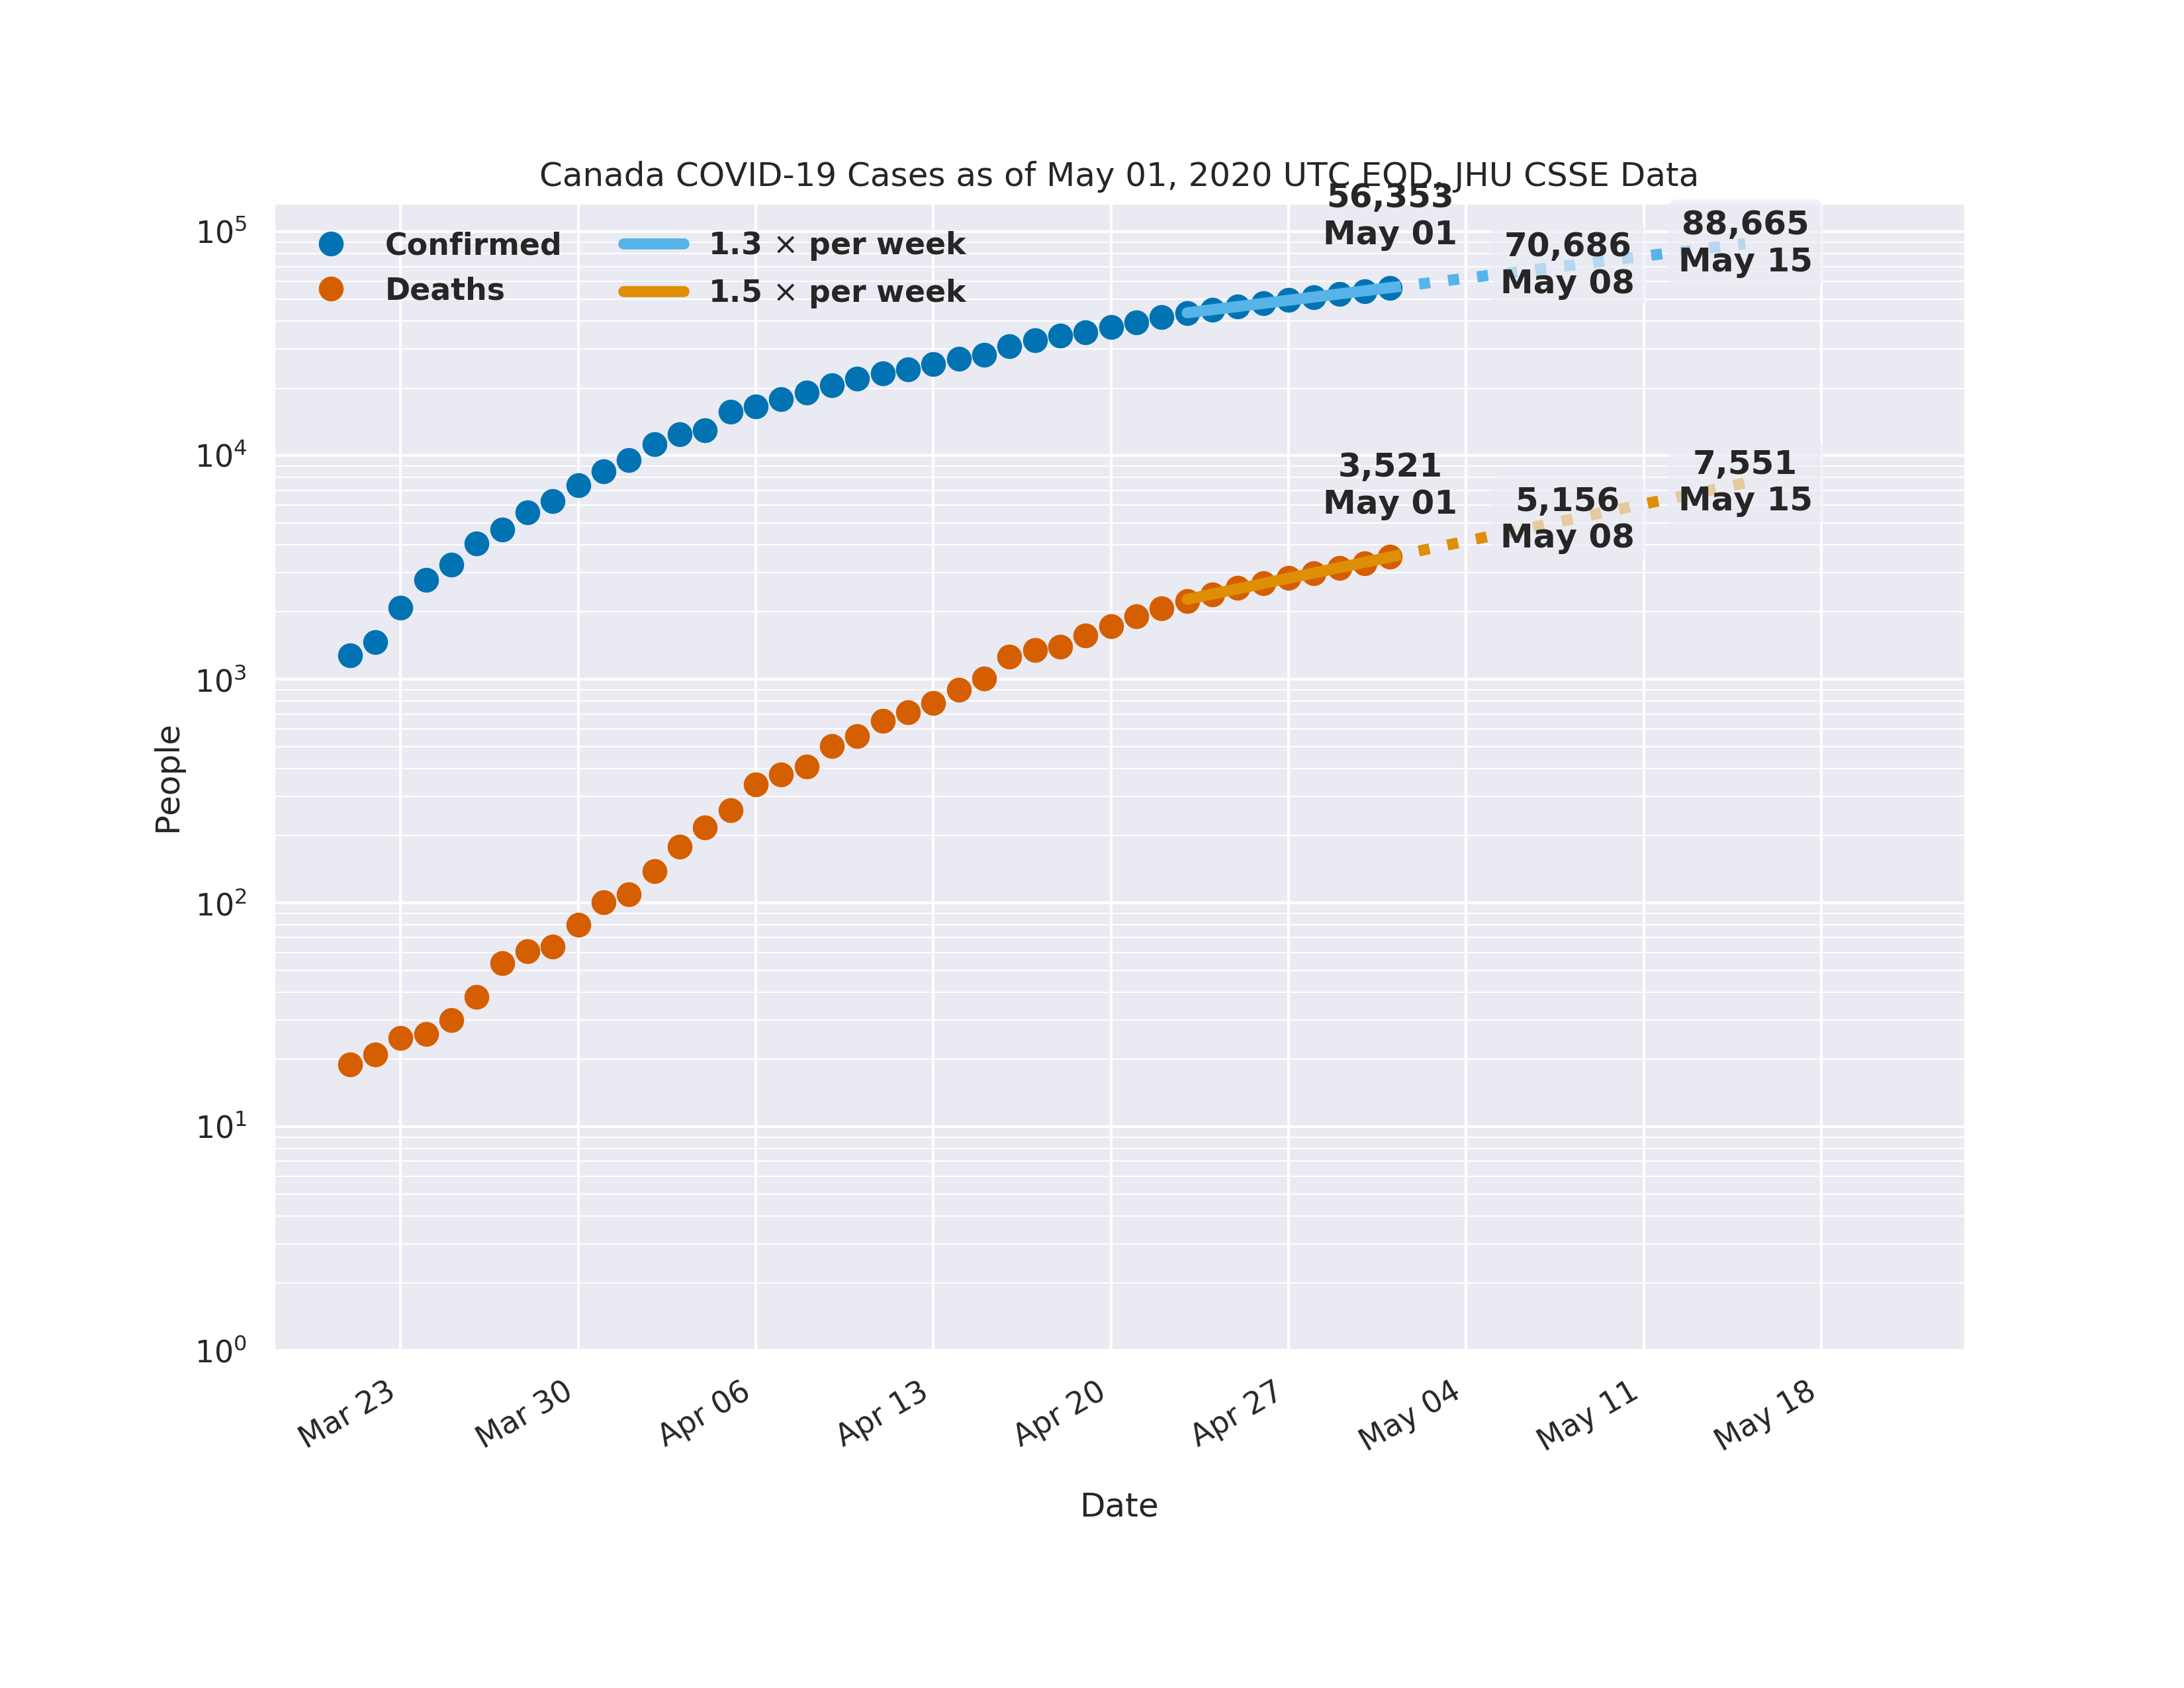 Canada COVID-19 Cases as of May 01, 2020 UTC EOD, JHU CSSE Data
Confirmed
Deaths
1.3 × per week
1.5 × per week
56,353
May 01
70,686
May 08
88,665
May 15
3,521
May 01
5,156
May 08
7,551
May 15
People
10⁵
10⁴
10³
10²
10¹
10⁰
Mar 23
Mar 30
Apr 06
Apr 13
Apr 20
Apr 27
May 04
May 11
May 18
Date